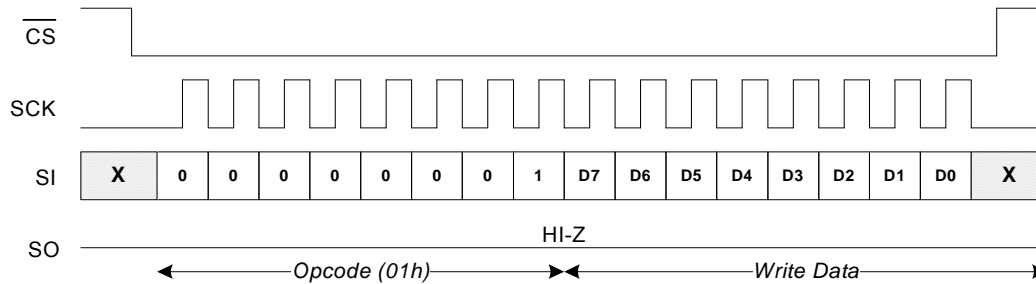 CS
SCK
SI X 0 0 0 0 0 0 0 1 D7 D6 D5 D4 D3 D2 D1 D0 X
HI-Z
SO
Opcode (01h) Write Data